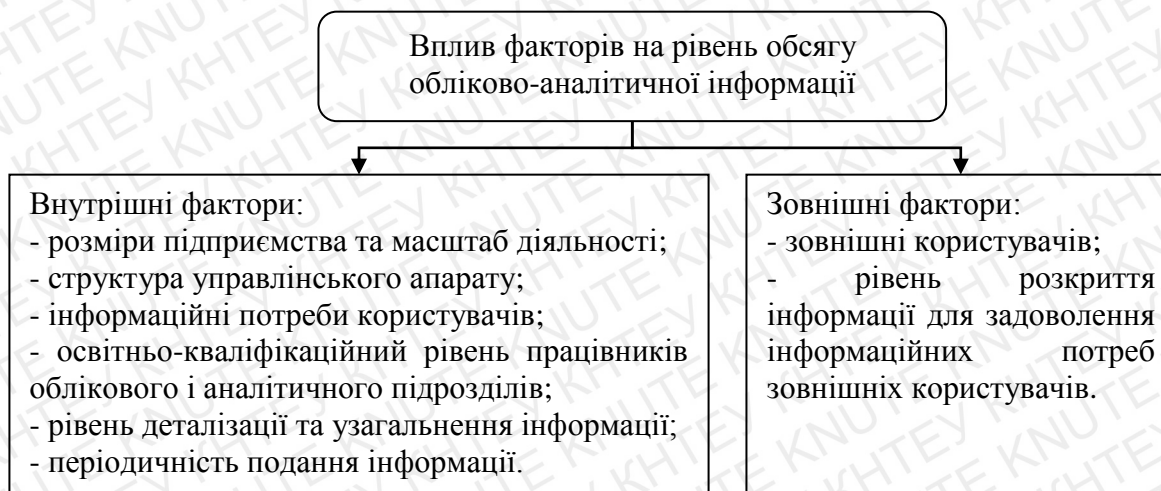 Вплив факторів на рівень обсягу
обліково-аналітичної інформації
Внутрішні фактори:
- розміри підприємства та масштаб діяльності;
- структура управлінського апарату;
- інформаційні потреби користувачів;
- освітньо-кваліфікаційний рівень працівників
облікового і аналітичного підрозділів;
- рівень деталізації та узагальнення інформації;
- періодичність подання інформації.
Зовнішні фактори:
- зовнішні користувачів;
- рівень розкриття
інформації для задоволення
інформаційних потреб
зовнішніх користувачів.